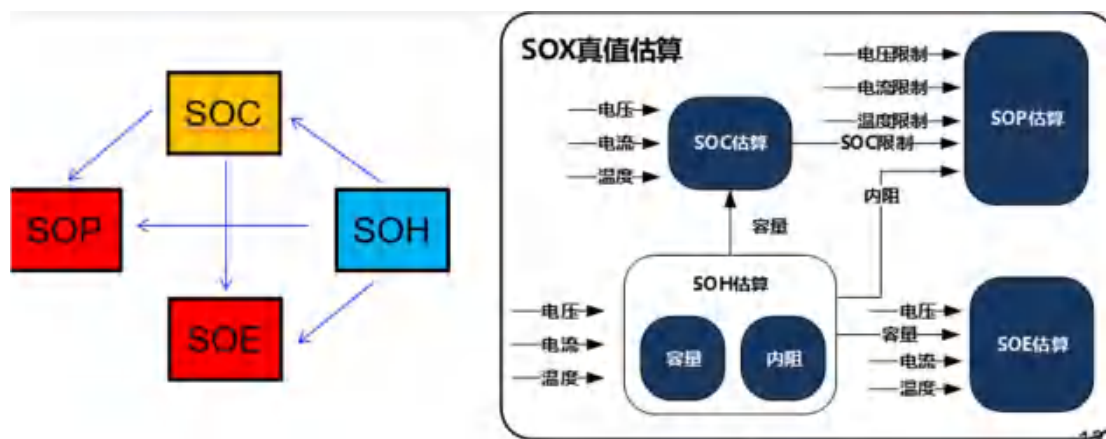 SOC
SOP
SOH
SOE
SOX真值估算
电压
电流
温度
SOC估算
电压限制
电流限制
温度限制
SOC限制
内阻
SOP估算
容量
SOH估算
电压
电流
温度
容量
内阻
电压
容量
电流
温度
SOE估算